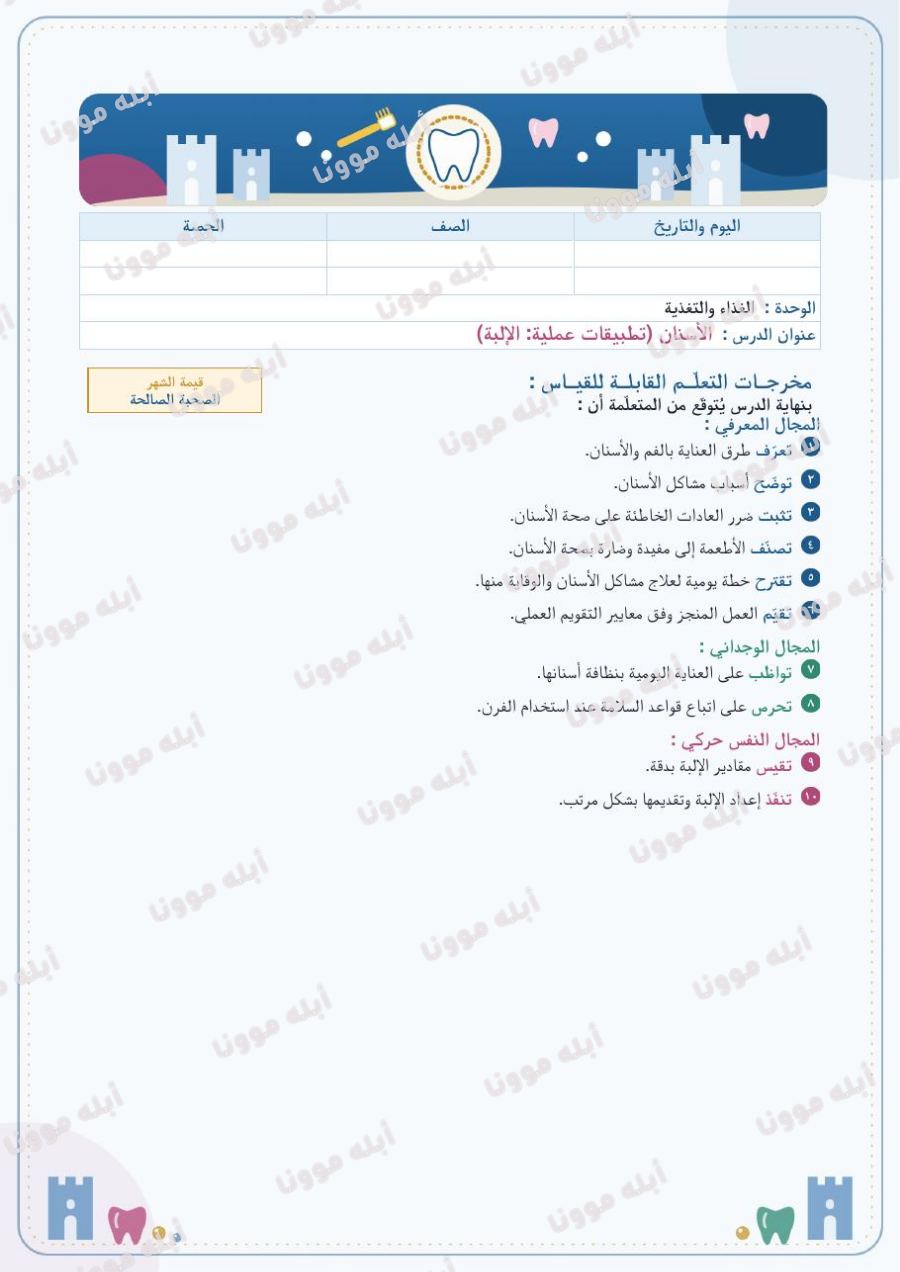 اليوم والتاريخ الصف الحصة
الوحدة : الغذاء والتغذية
عنوان الدرس : الأسنان (تطبيقات عملية: الإلبة)
قيمة الشهر
الصحبة الصالحة
مخرجـات التعلّـم القابلـة للقيـاس :
بنهاية الدرس يُتوقّع من المتعلّمة أن :
المجال المعرفي :
١ تعرّف طرق العناية بالفم والأسنان.
٢ توضّح أسباب مشاكل الأسنان.
٣ تثبت ضرر العادات الخاطئة على صحة الأسنان.
٤ تصنّف الأطعمة إلى مفيدة وضارة بصحة الأسنان.
٥ تقترح خطة يومية لعلاج مشاكل الأسنان والوقاية منها.
٦ تقيّم العمل المنجز وفق معايير التقويم العملي.
المجال الوجداني :
٧ تواظب على العناية اليومية بنظافة أسنانها.
٨ تحرص على اتباع قواعد السلامة عند استخدام الفرن.
المجال النفس حركي :
٩ تقيس مقادير الإلبة بدقة.
١٠ تنفّذ إعداد الإلبة وتقديمها بشكل مرتب.
أبله موونا